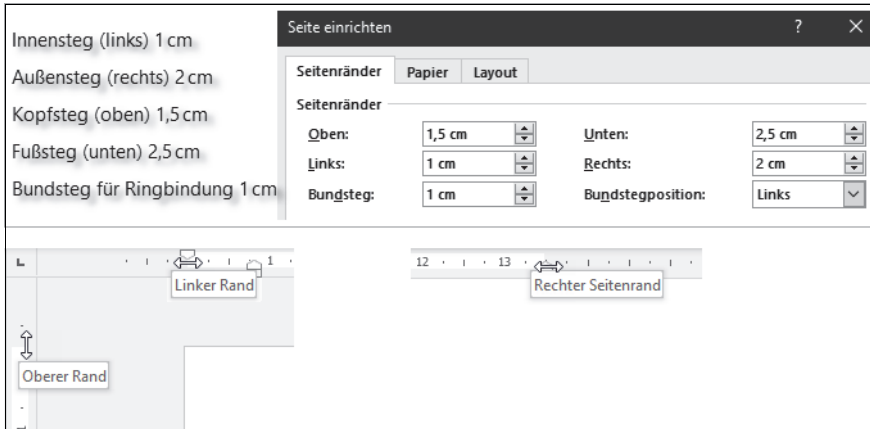 Innensteg (links) 1 cm
Außensteg (rechts) 2 cm
Kopfsteg (oben) 1,5 cm
Fußsteg (unten) 2,5 cm
Bundsteg für Ringbindung 1 cm
Seite einrichten ? ×
Seitenränder Papier Layout
Seitenränder
Oben: 1,5 cm Unten: 2,5 cm
Links: 1 cm Rechts: 2 cm
Bundsteg: 1 cm Bundstegposition: Links
L 1
Linker Rand
12 13
Rechter Seitenrand
Oberer Rand